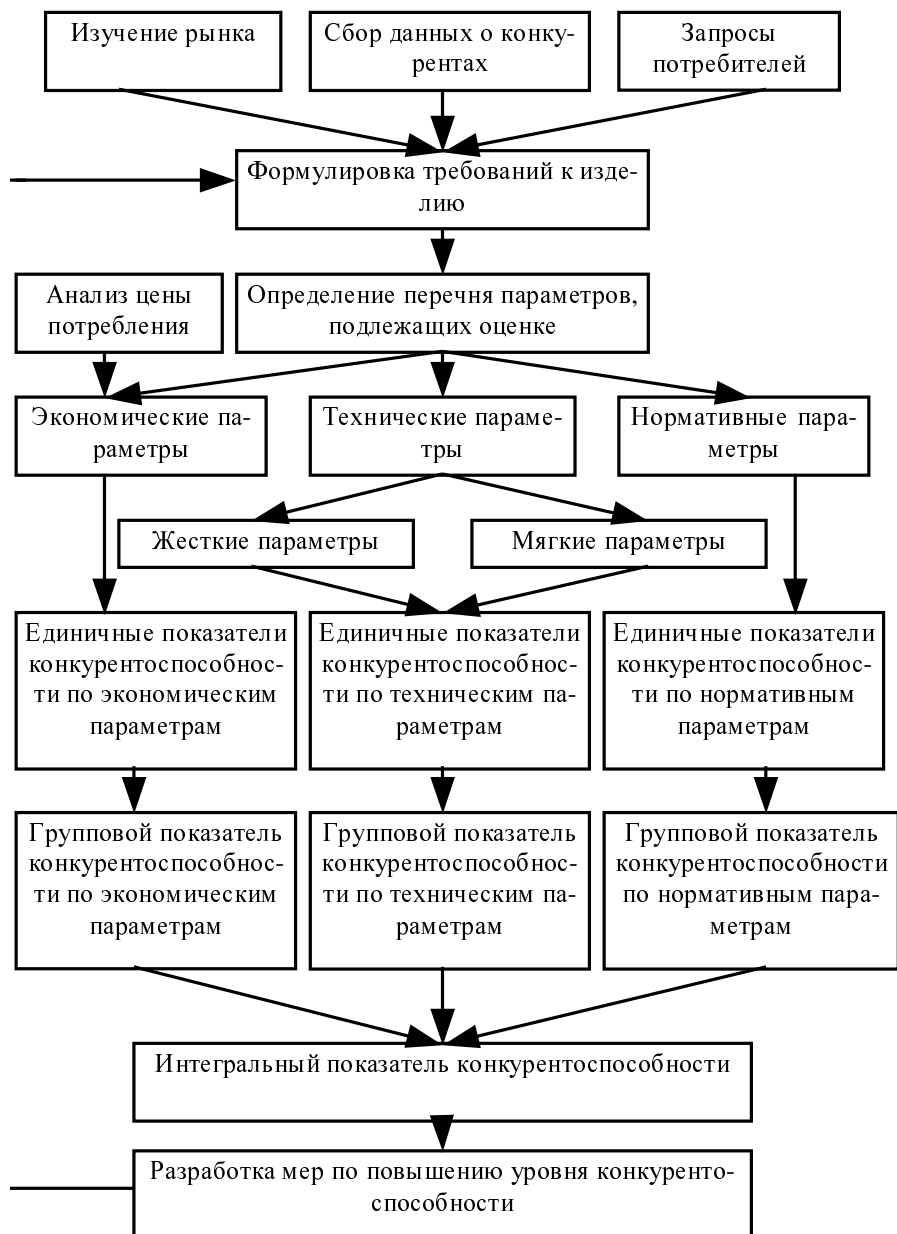 Изучение рынка
Сбор данных о конку-
рентах
Запросы
потребителей
Формулировка требований к изде-
лию
Анализ цены
потребления
Определение перечня параметров,
подлежащих оценке
Экономические па-
раметры
Технические параме-
тры
Нормативные пара-
метры
Жесткие параметры
Мягкие параметры
Единичные показатели
конкурентоспособнос-
ти по экономическим
параметрам
Единичные показатели
конкурентоспособнос-
ти по техническим па-
раметрам
Единичные показатели
конкурентоспособнос-
ти по нормативным
параметрам
Групповой показатель
конкурентоспособнос-
ти по экономическим
параметрам
Групповой показатель
конкурентоспособнос-
ти по техническим па-
раметрам
Групповой показатель
конкурентоспособности
по нормативным пара-
метрам
Интегральный показатель конкурентоспособности
Разработка мер по повышению уровня конкуренто-
способности